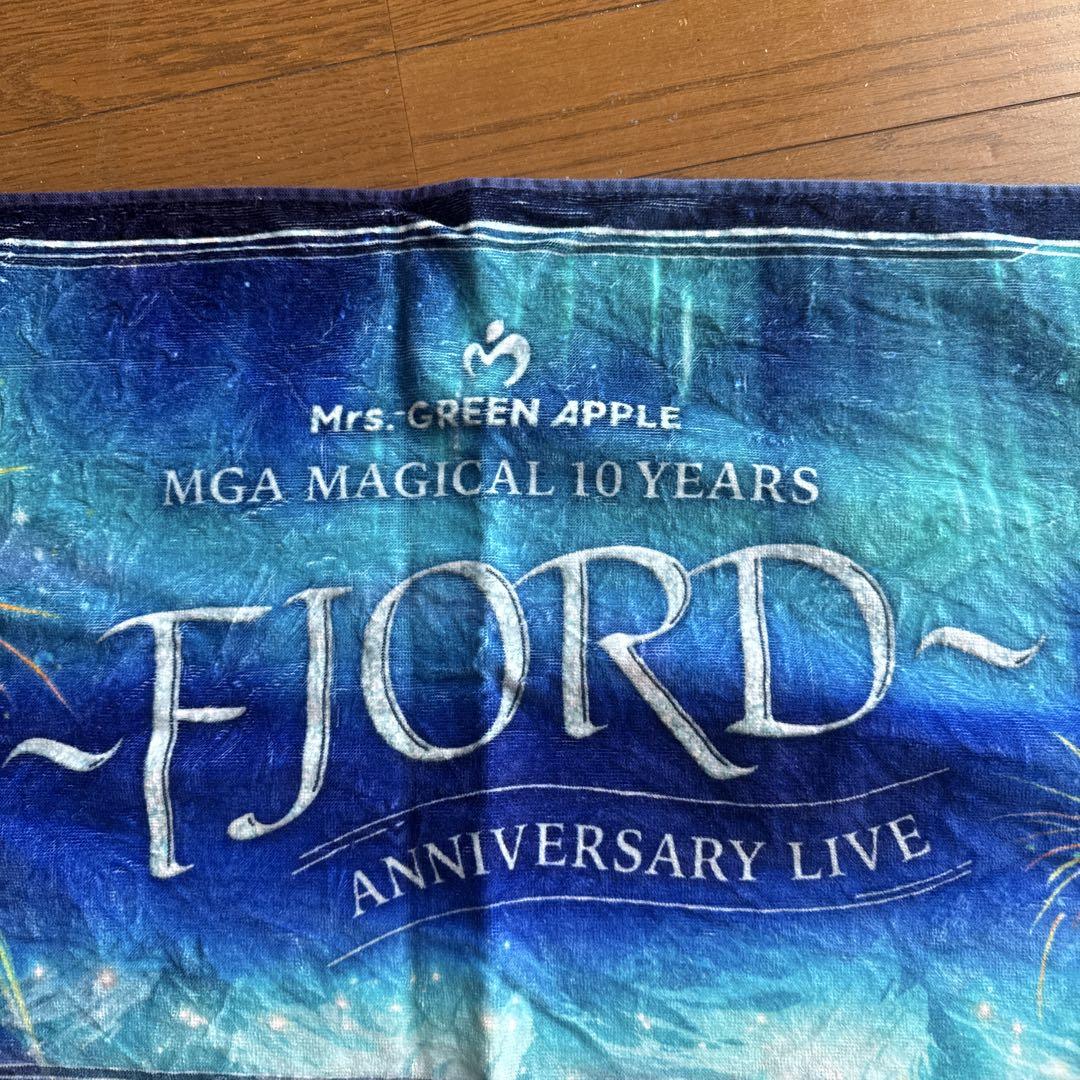 Mrs. GREEN APPLE
MGA MAGICAL 10 YEARS
~FJORD~
ANNIVERSARY LIVE